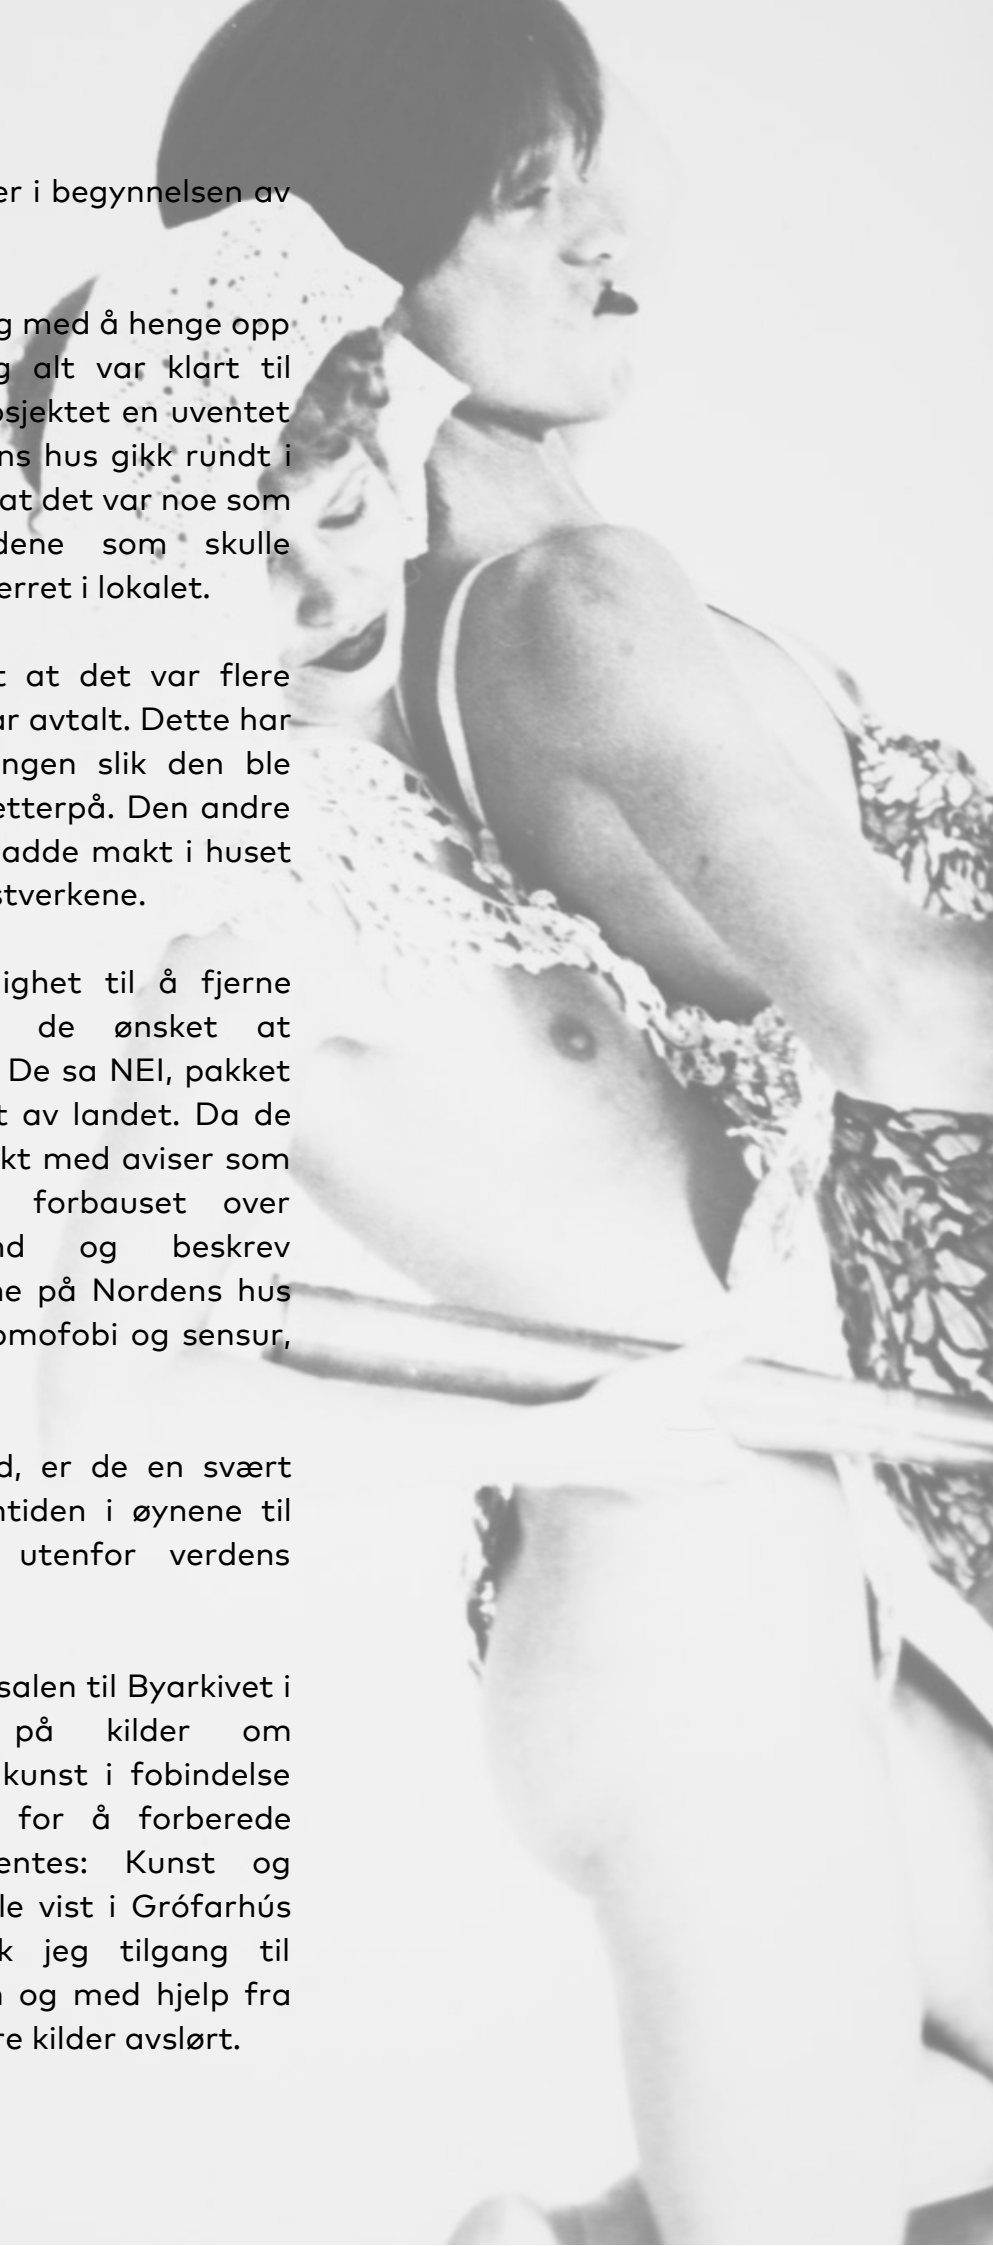 er i begynnelsen av
g med å henge opp
g alt var klart til
osjektet en uventet
ns hus gikk rundt i
at det var noe som
dene som skulle
erret i lokalet.
t at det var flere
ar avtalt. Dette har
ngen slik den ble
etterpå. Den andre
adde makt i huset
stverkene.
ighet til å fjerne
de ønsket at
De sa NEI, pakket
t av landet. Da de
kt med aviser som
forbauset over
nd og beskrev
ne på Nordens hus
omofobi og sensur,
d, er de en svært
ntiden i øynene til
utenfor verdens
salen til Byarkivet i
på kilder om
kunst i fobindelse
for å forberede
entes: Kunst og
le vist i Grófarhús
k jeg tilgang til
n og med hjelp fra
re kilder avslørt.